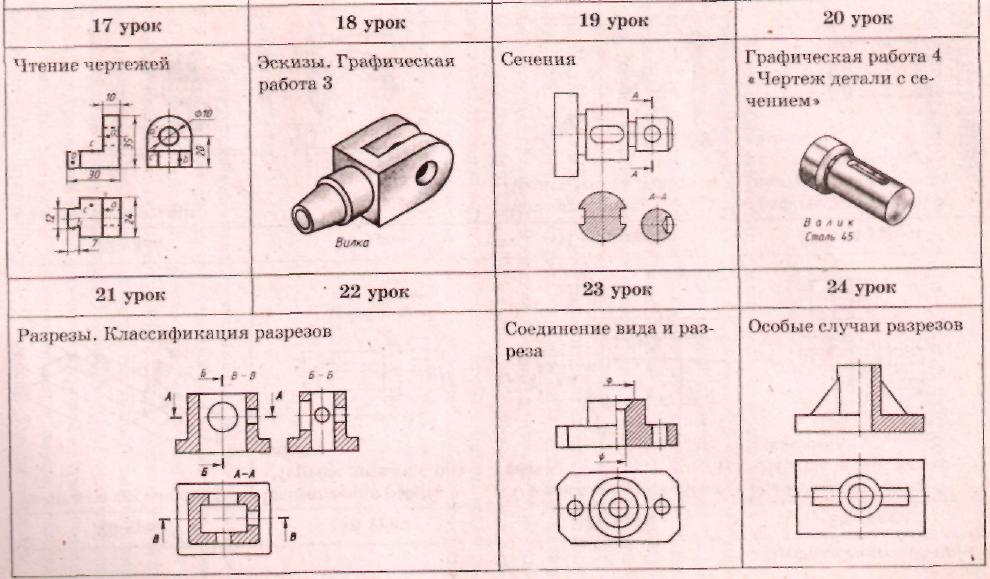 17 урок
18 урок
19 урок
20 урок
Чтение чертежей
10
Ф10
35
20
30
12
24
7
Эскизы. Графическая
работа 3
Вилка
Сечения
А
А
А–А
Графическая работа 4
«Чертеж детали с се-
чением»
Валик
Сталь 45
21 урок
22 урок
23 урок
24 урок
Разрезы. Классификация разрезов
Б
В – В
Б – Б
А
А
Б
А–А
В
В
Соединение вида и раз-
реза
Ф
Ф
Особые случаи разрезов